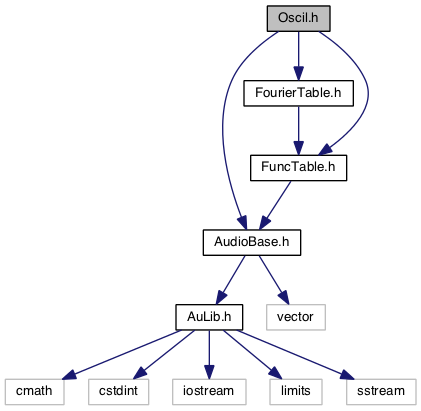 Oscil.h
FourierTable.h
FuncTable.h
AudioBase.h
AuLib.h
vector
cmath
cstdint
iostream
limits
sstream